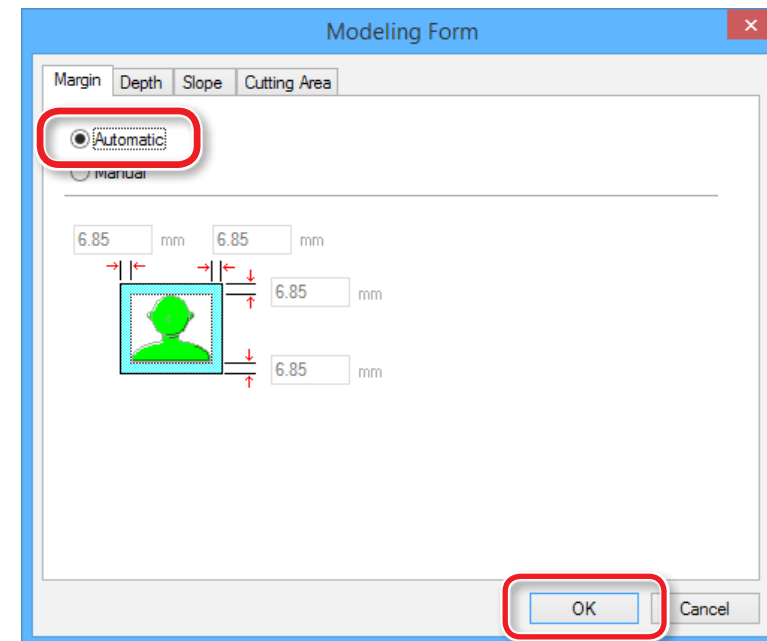 Modeling Form
Margin Depth Slope Cutting Area
Automatic
Manual
6.85 mm 6.85 mm
6.85 mm
6.85 mm
OK Cancel